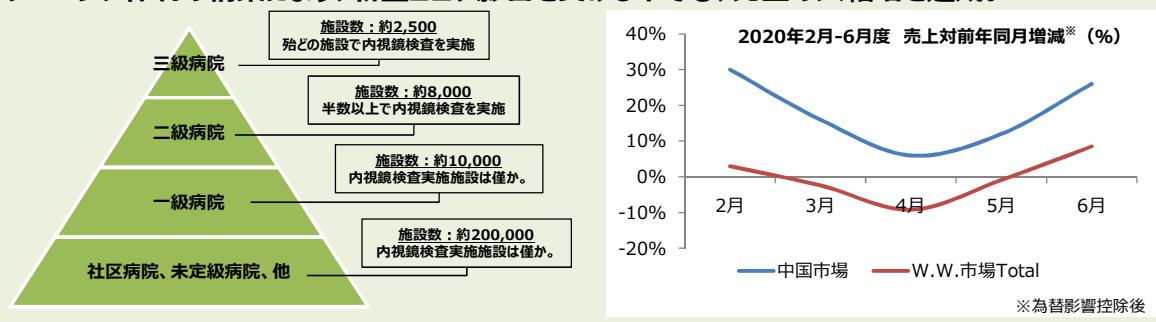 三級病院
施設数：約2,500
殆どの施設で内視鏡検査を実施
二級病院
施設数：約8,000
半数以上で内視鏡検査を実施
一級病院
施設数：約10,000
内視鏡検査実施施設は僅か。
社区病院、未定級病院、他
施設数：約200,000
内視鏡検査実施施設は僅か。
2020年2月-6月度 売上対前年同月増減※（%）
40%
30%
20%
10%
0%
-10%
-20%
2月
3月
4月
5月
6月
中国市場
W.W.市場Total
※為替影響控除後